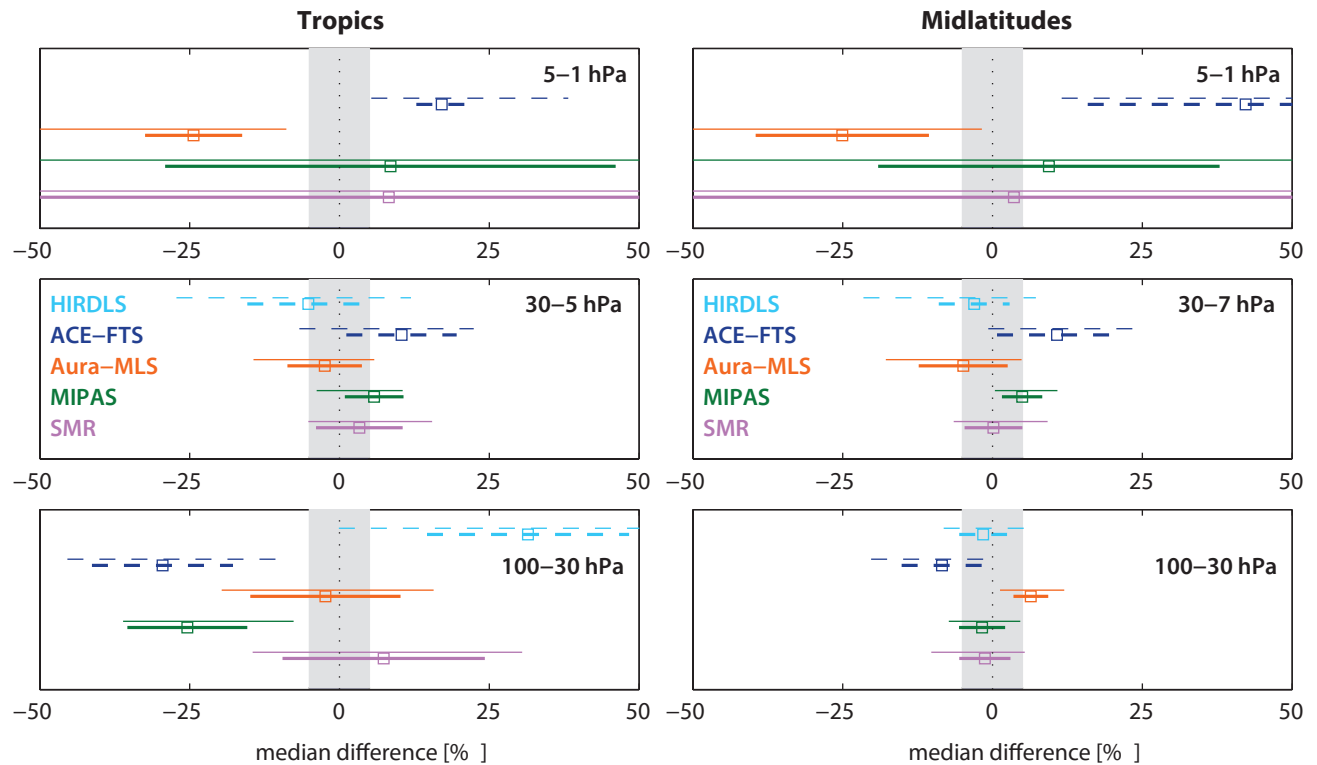 Tropics
Midlatitudes
5−1 hPa
5−1 hPa
−50 −25 0 25 50
−50 −25 0 25 50
HIRDLS
30−5 hPa
ACE−FTS
Aura−MLS
MIPAS
SMR
HIRDLS
30−7 hPa
ACE−FTS
Aura−MLS
MIPAS
SMR
−50 −25 0 25 50
−50 −25 0 25 50
100−30 hPa
100−30 hPa
−50 −25 0 25 50
−50 −25 0 25 50
median difference [% ]
median difference [% ]